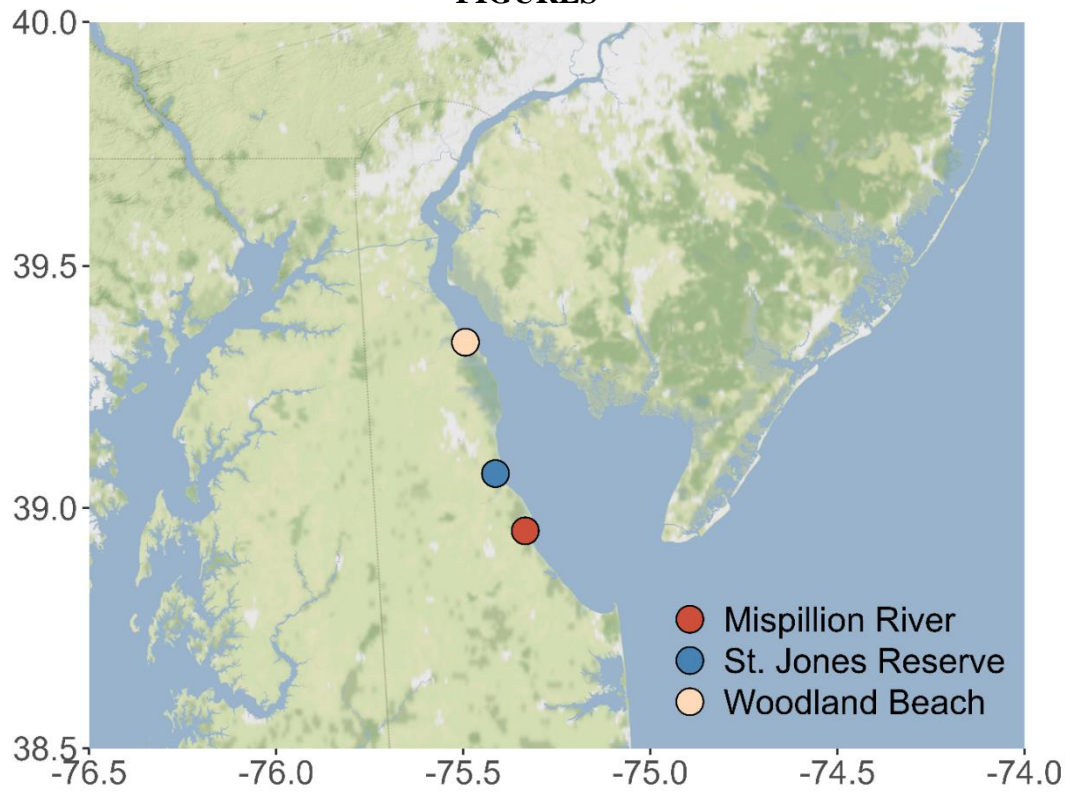 FIGURES
40.0
39.5
39.0
38.5
Mispillion River
St. Jones Reserve
Woodland Beach
-76.5 -76.0 -75.5 -75.0 -74.5 -74.0